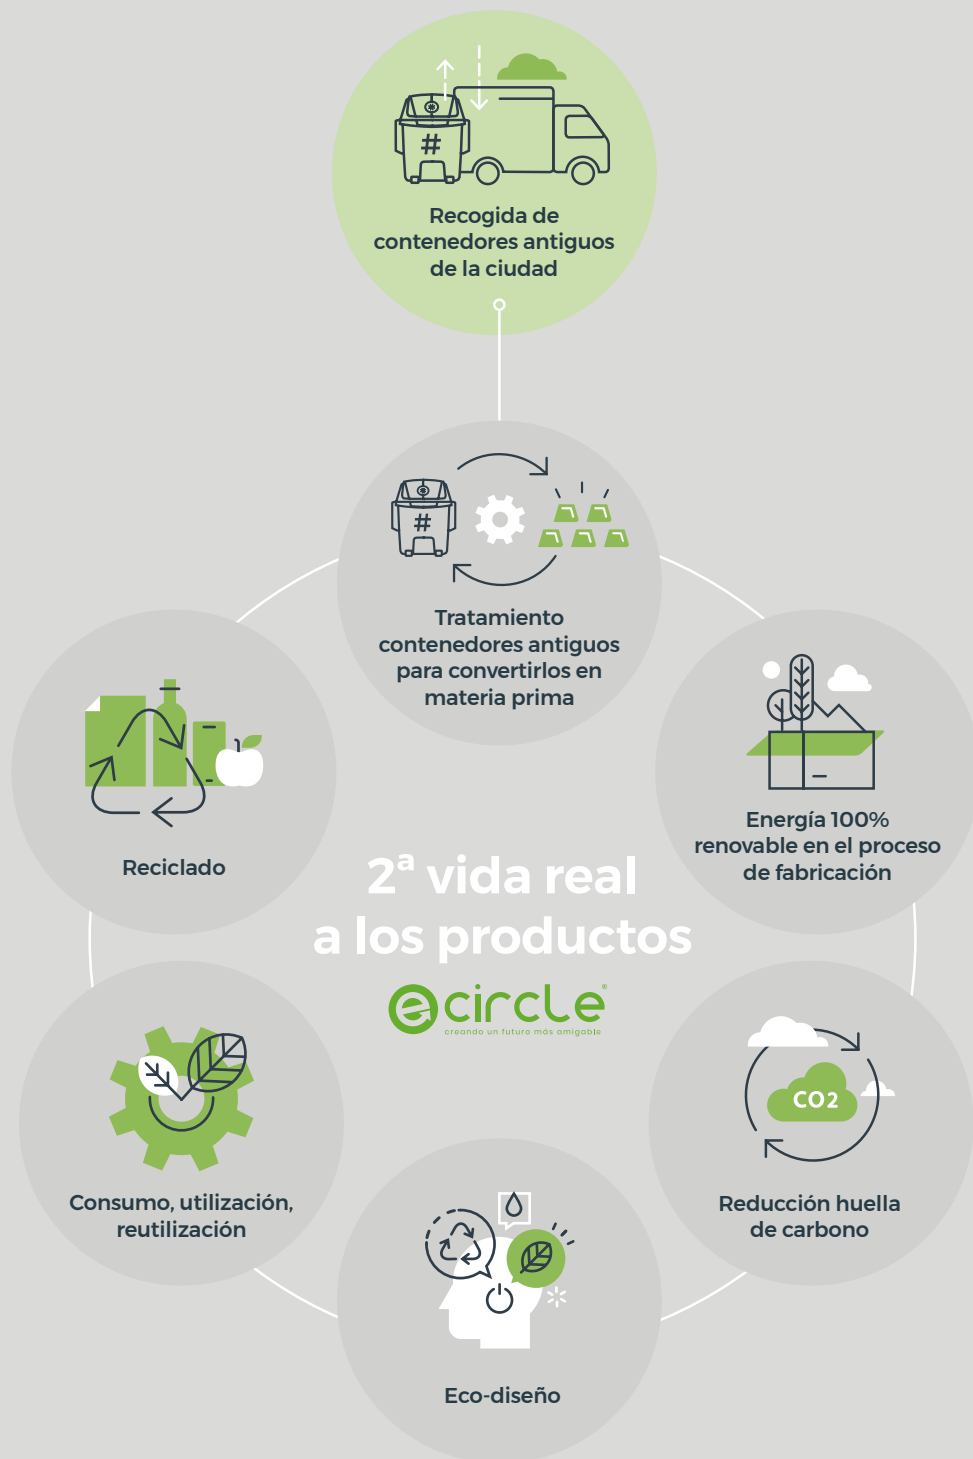 #
Recogida de
contenedores antiguos
de la ciudad
#
Tratamiento
contenedores antiguos
para convertirlos en
materia prima
Energía 100%
renovable en el proceso
de fabricación
Reciclado
2ª vida real
a los productos
ecircle®
creando un futuro más amigable
CO2
Consumo, utilización,
reutilización
Reducción huella
de carbono
Eco-diseño